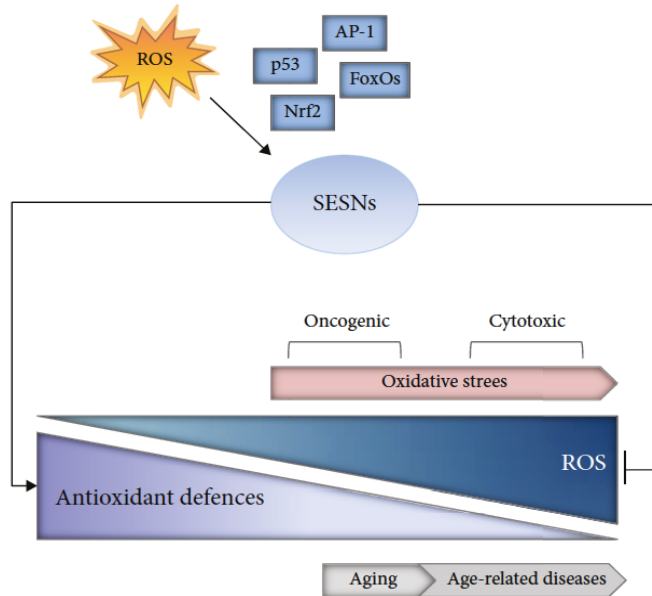 ROS
AP-1
p53
FoxOs
Nrf2
SESNs
Oncogenic
Cytotoxic
Oxidative strees
ROS
Antioxidant defences
Aging
Age-related diseases